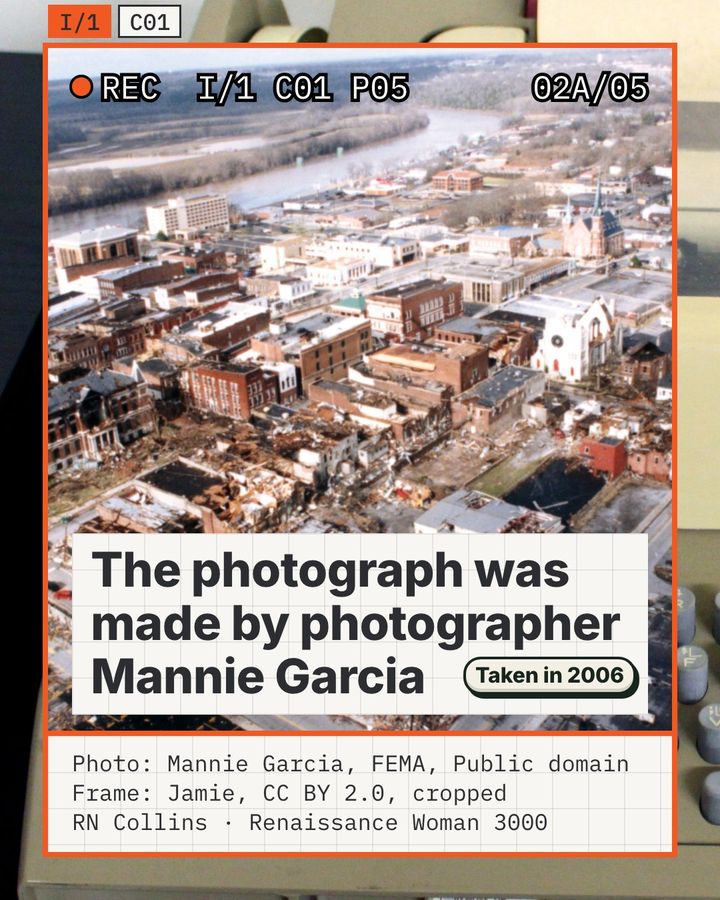 I/1 C01
REC I/1 C01 P05 02A/05
The photograph was
made by photographer
Mannie Garcia
Taken in 2006
Photo: Mannie Garcia, FEMA, Public domain
Frame: Jamie, CC BY 2.0, cropped
RN Collins · Renaissance Woman 3000